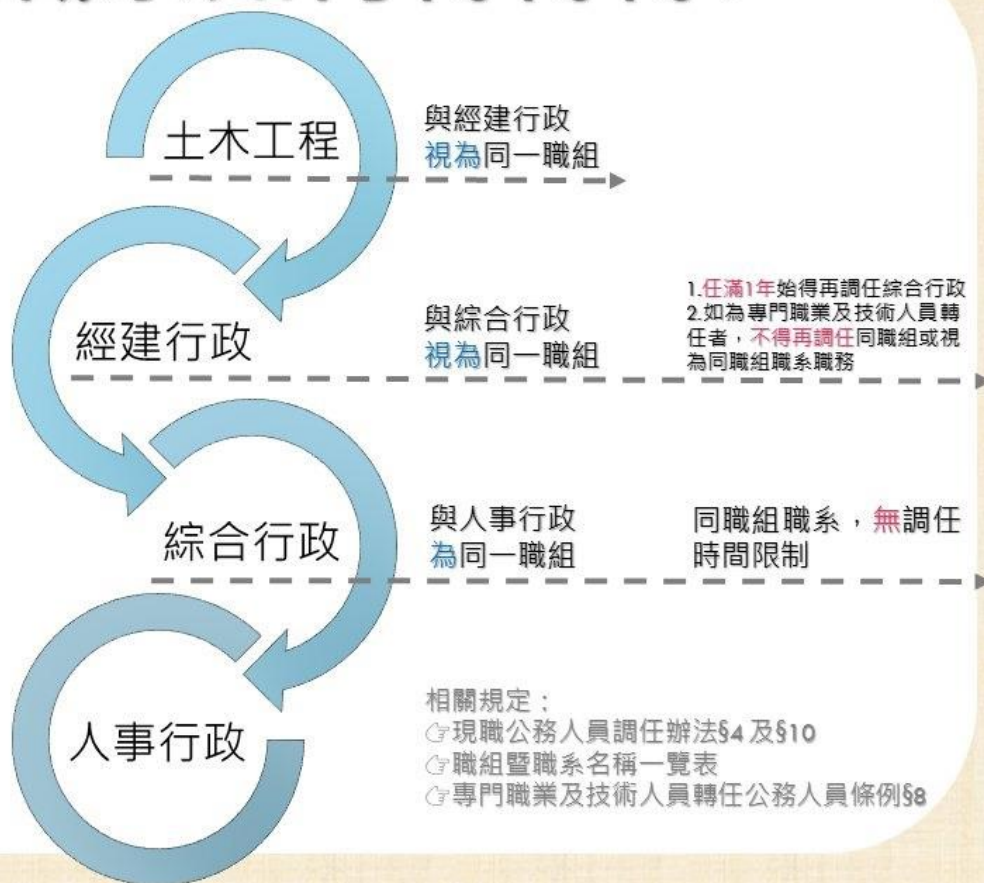 土木工程
與經建行政
視為同一職組
經建行政
與綜合行政
視為同一職組
1.任滿1年始得再調任綜合行政
2.如為專門職業及技術人員轉
任者，不得再調任同職組或視
為同職組職系職務
綜合行政
與人事行政
為同一職組
同職組職系，無調任
時間限制
人事行政
相關規定：
☞現職公務人員調任辦法§4及§10
☞職組暨職系名稱一覽表
☞專門職業及技術人員轉任公務人員條例§8